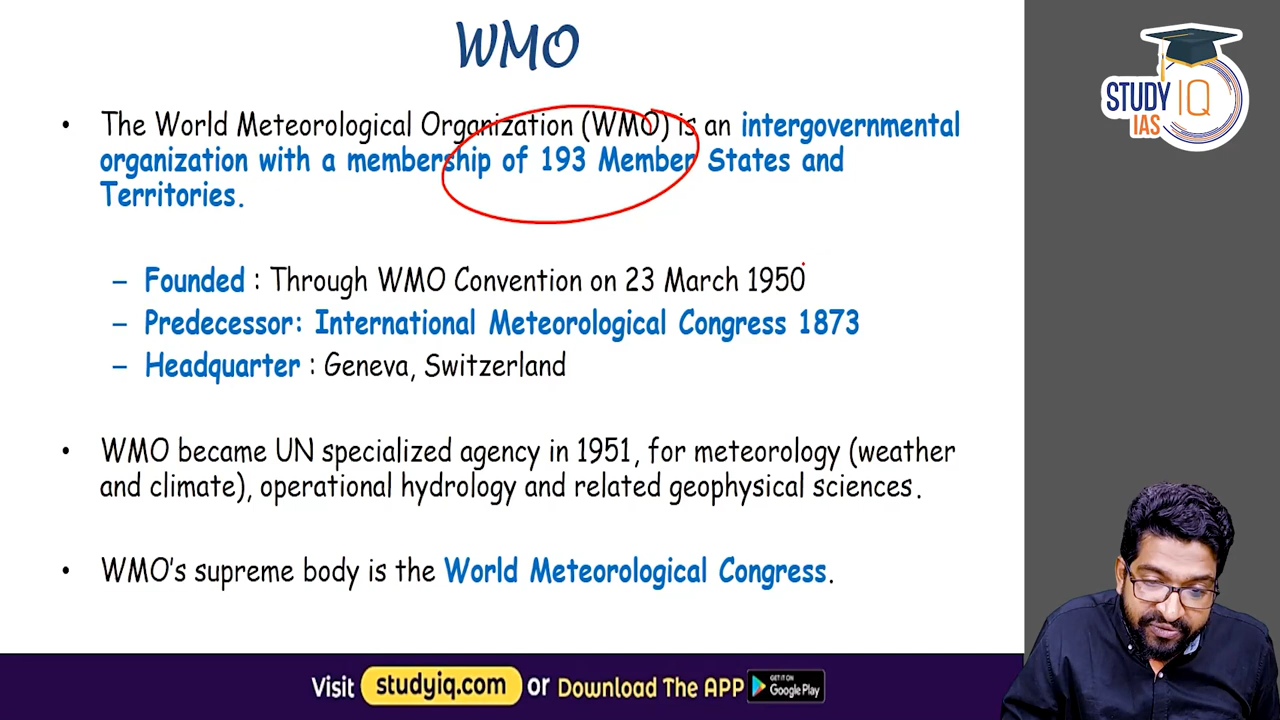 WMO
STUDY IQ
IAS
• The World Meteorological Organization (WMO) is an intergovernmental
organization with a membership of 193 Member States and
Territories.
– Founded : Through WMO Convention on 23 March 1950
– Predecessor: International Meteorological Congress 1873
– Headquarter : Geneva, Switzerland
• WMO became UN specialized agency in 1951, for meteorology (weather
and climate), operational hydrology and related geophysical sciences.
• WMO's supreme body is the World Meteorological Congress.
Visit studyiq.com or Download The APP GET IT ON Google Play